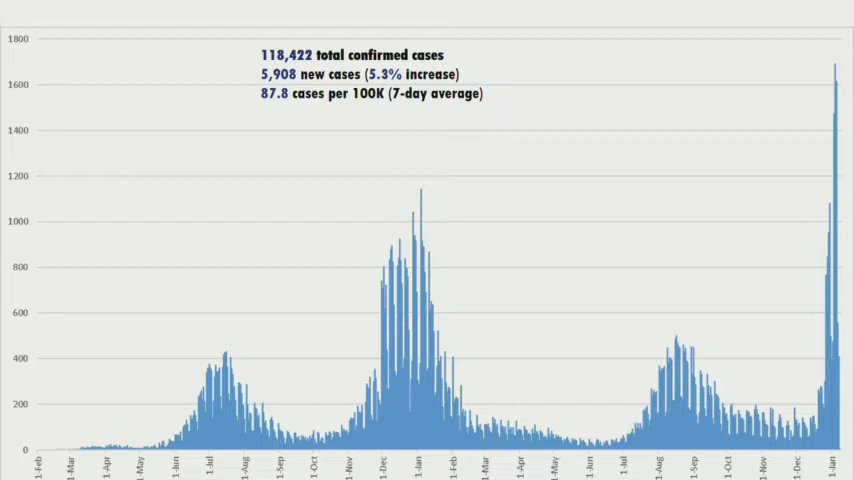 118,422 total confirmed cases
5,908 new cases (5.3% increase)
87.8 cases per 100K (7-day average)
1800
1600
1400
1200
1000
800
600
400
200
0
1-Feb
1-Mar
1-Apr
1-May
1-Jun
1-Jul
1-Aug
1-Sep
1-Oct
1-Nov
1-Dec
1-Jan
1-Feb
1-Mar
1-Apr
1-May
1-Jun
1-Jul
1-Aug
1-Sep
1-Oct
1-Nov
1-Dec
1-Jan